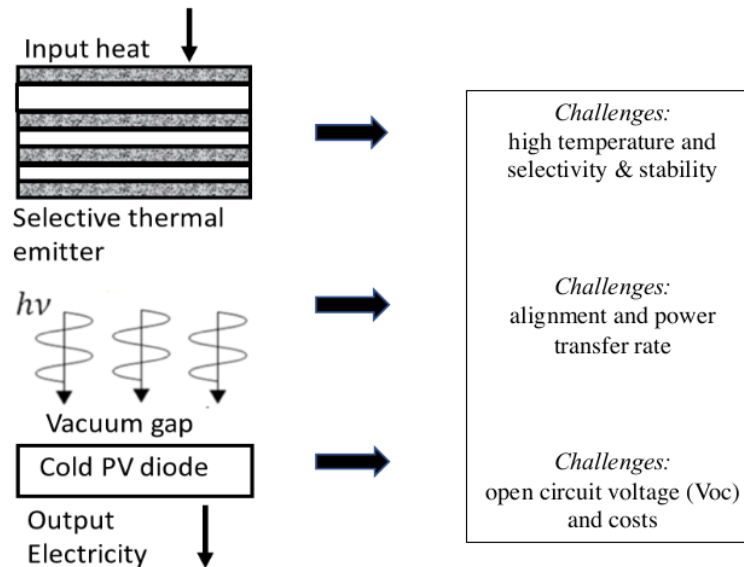 Input heat
Selective thermal
emitter
hν
Vacuum gap
Cold PV diode
Output
Electricity
Challenges:
high temperature and
selectivity & stability
Challenges:
alignment and power
transfer rate
Challenges:
open circuit voltage (Voc)
and costs